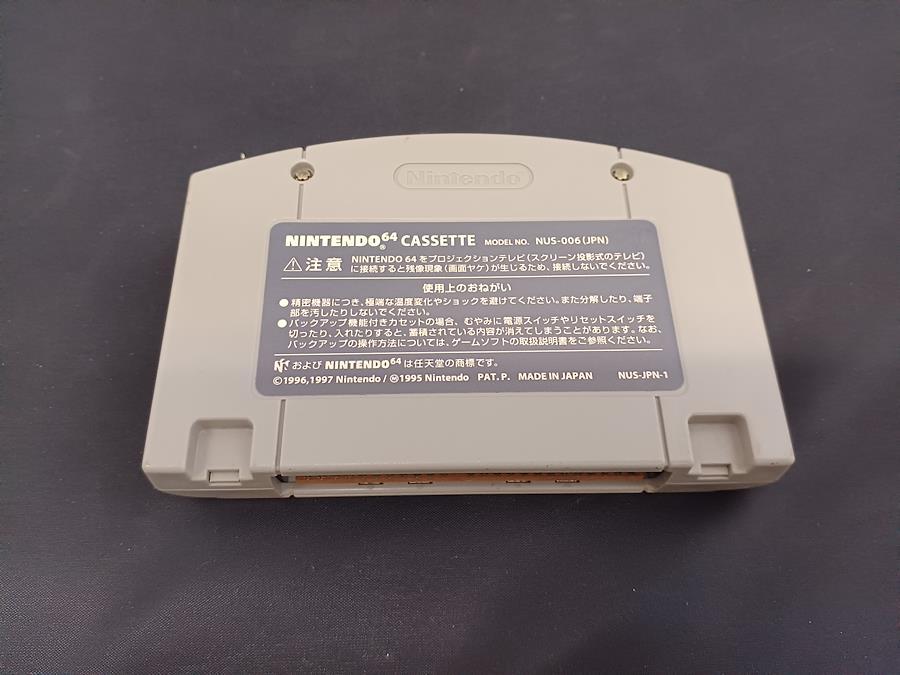 Nintendo
NINTENDO64® CASSETTE MODEL NO. NUS-006(JPN)
⚠注意 NINTENDO 64 をプロジェクションテレビ(スクリーン投影式のテレビ)
に接続すると残像現象(画面ヤケ)が生じるため、接続しないでください。
使用上のおねがい
●精密機器につき、極端な温度変化やショックを避けてください。また分解したり、端子
部を汚したりしないでください。
●バックアップ機能付きカセットの場合、むやみに電源スイッチやリセットスイッチを
切ったり、入れたりすると、蓄積されている内容が消えてしまうことがあります。なお、
バックアップの操作方法については、ゲームソフトの取扱説明書をご参照ください。
および NINTENDO64 は任天堂の商標です。
©1996,1997 Nintendo / Ⓜ1995 Nintendo PAT. P. MADE IN JAPAN NUS-JPN-1